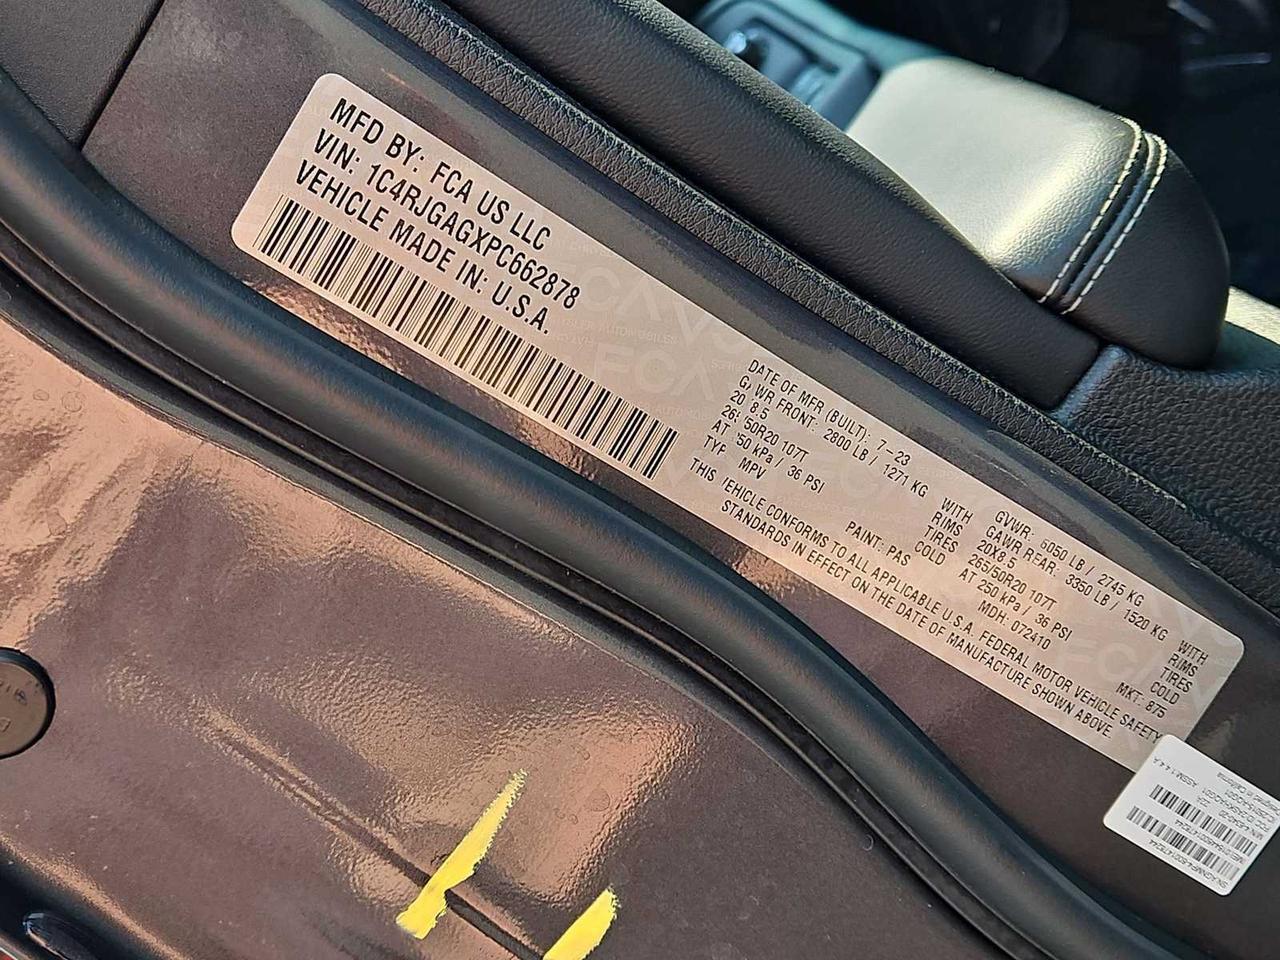 MFD BY: FCA US LLC
VIN: 1C4RJGAGXPC662878
VEHICLE MADE IN: U.S.A.
DATE OF MFR (BUILT): 7-23 GVWR: 6050 LB / 2745 KG
GAWR FRONT: 2800 LB / 1271 KG WITH GAWR REAR: 3350 LB / 1520 KG WITH
20 8.5 RIMS 20X8.5 RIMS
265/50R20 107T TIRES 265/50R20 107T TIRES
AT 250 kPa / 36 PSI COLD AT 250 kPa / 36 PSI COLD
TYPE MPV PAINT: PAS MDH: 072410 MKT: 875
THIS VEHICLE CONFORMS TO ALL APPLICABLE U.S.A. FEDERAL MOTOR VEHICLE SAFETY
STANDARDS IN EFFECT ON THE DATE OF MANUFACTURE SHOWN ABOVE.
FCA